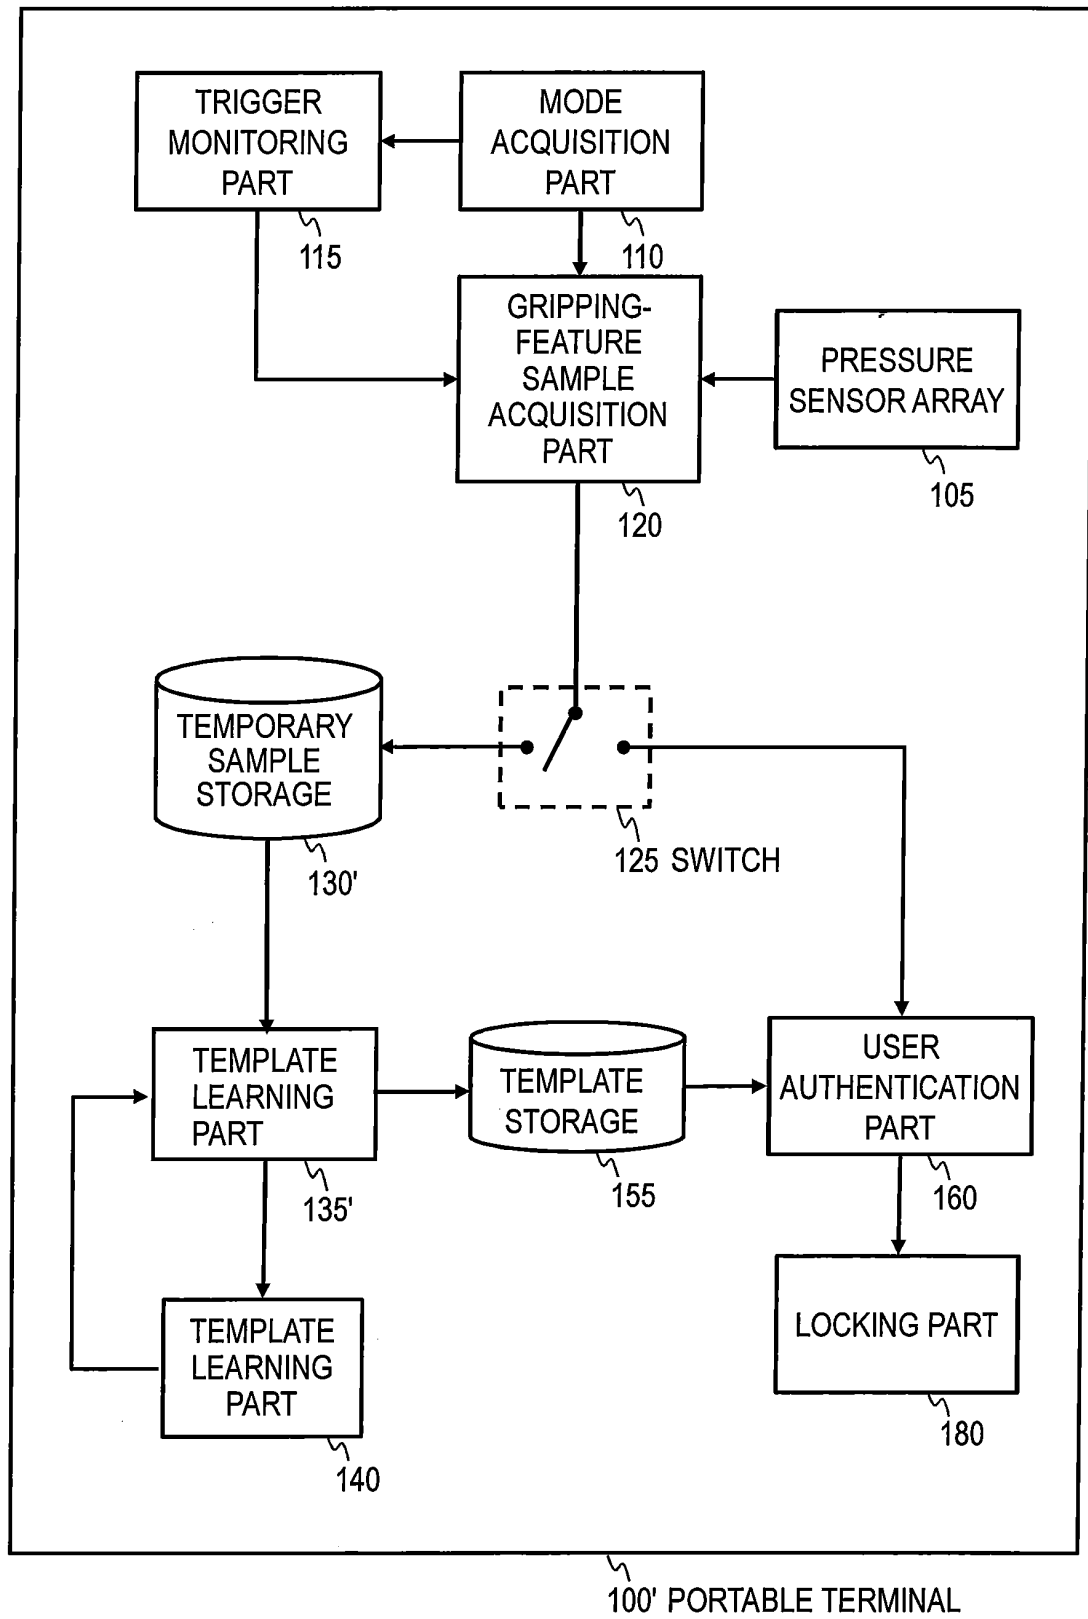 TRIGGER
MONITORING
PART
115
MODE
ACQUISITION
PART
110
GRIPPING-
FEATURE
SAMPLE
ACQUISITION
PART
120
PRESSURE
SENSOR ARRAY
105
TEMPORARY
SAMPLE
STORAGE
130'
125 SWITCH
TEMPLATE
LEARNING
PART
135'
TEMPLATE
STORAGE
155
USER
AUTHENTICATION
PART
160
TEMPLATE
LEARNING
PART
140
LOCKING PART
180
100' PORTABLE TERMINAL